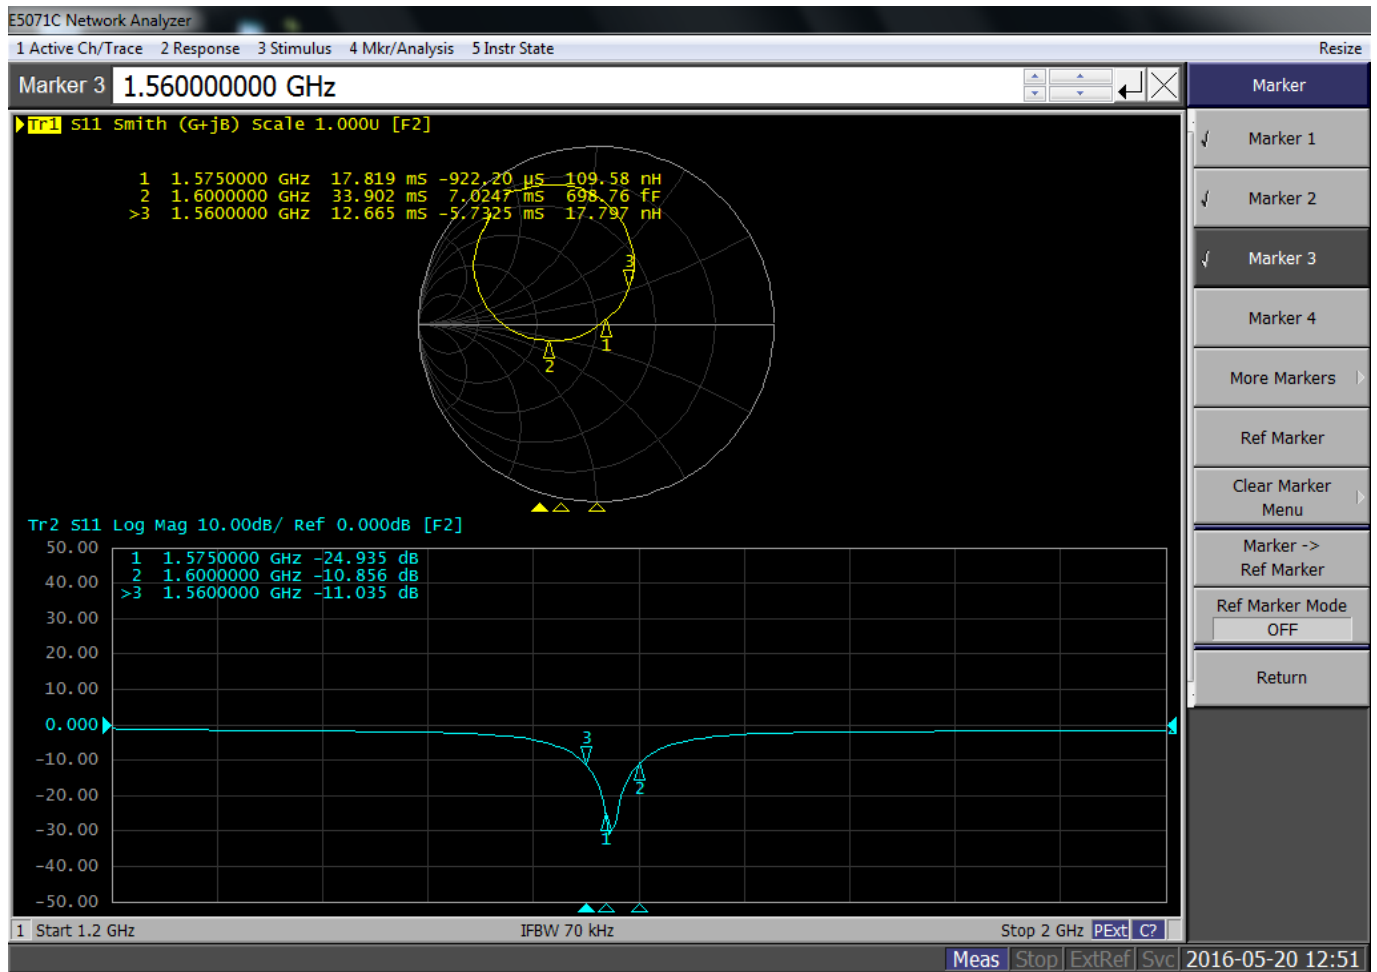 E5071C Network Analyzer
1 Active Ch/Trace 2 Response 3 Stimulus 4 Mkr/Analysis 5 Instr State Resize
Marker 3 1.560000000 GHz
Marker
Tr1 S11 Smith (G+jB) Scale 1.000U [F2]
1 1.5750000 GHz 17.819 mS -922.20 µS 109.58 nH
2 1.6000000 GHz 33.902 mS 7.0247 mS 698.76 fF
>3 1.5600000 GHz 12.665 mS -5.7325 mS 17.797 nH
3
1
2
Tr2 S11 Log Mag 10.00dB/ Ref 0.000dB [F2]
50.00
40.00
30.00
20.00
10.00
0.000
-10.00
-20.00
-30.00
-40.00
-50.00
1 1.5750000 GHz -24.935 dB
2 1.6000000 GHz -10.856 dB
>3 1.5600000 GHz -11.035 dB
3
2
1
1 Start 1.2 GHz IFBW 70 kHz Stop 2 GHz PExt C?
Marker 1
Marker 2
Marker 3
Marker 4
More Markers
Ref Marker
Clear Marker
Menu
Marker ->
Ref Marker
Ref Marker Mode
OFF
Return
Meas Stop ExtRef Svc 2016-05-20 12:51